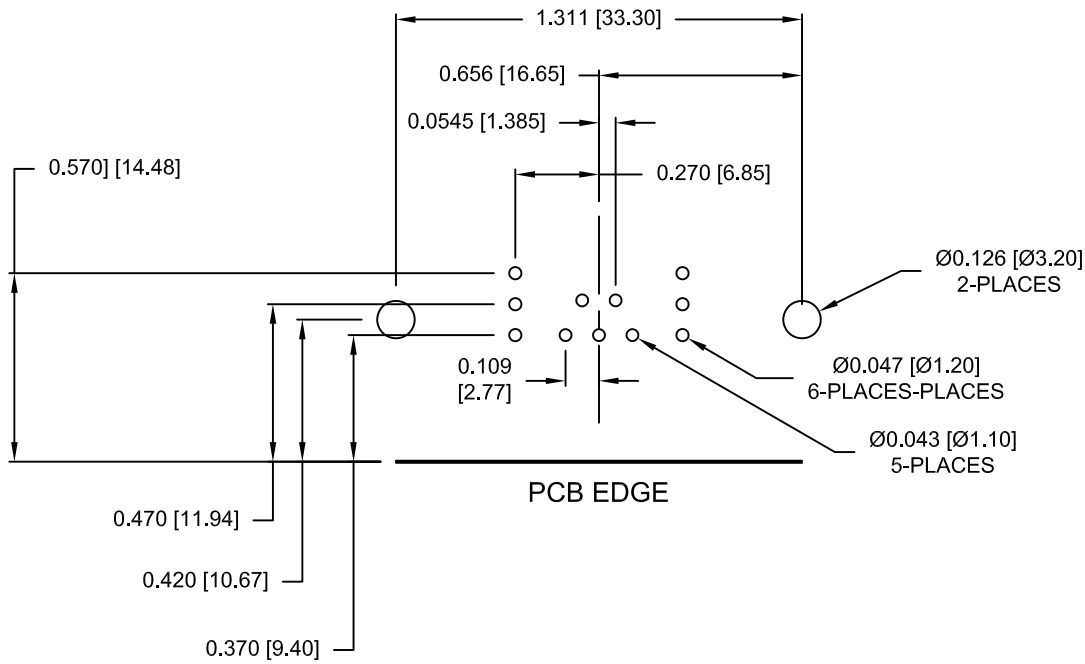 1.311 [33.30]
0.656 [16.65]
0.0545 [1.385]
0.570] [14.48]
0.270 [6.85]
Ø0.126 [Ø3.20]
2-PLACES
0.109
[2.77]
Ø0.047 [Ø1.20]
6-PLACES-PLACES
Ø0.043 [Ø1.10]
5-PLACES
PCB EDGE
0.470 [11.94]
0.420 [10.67]
0.370 [9.40]